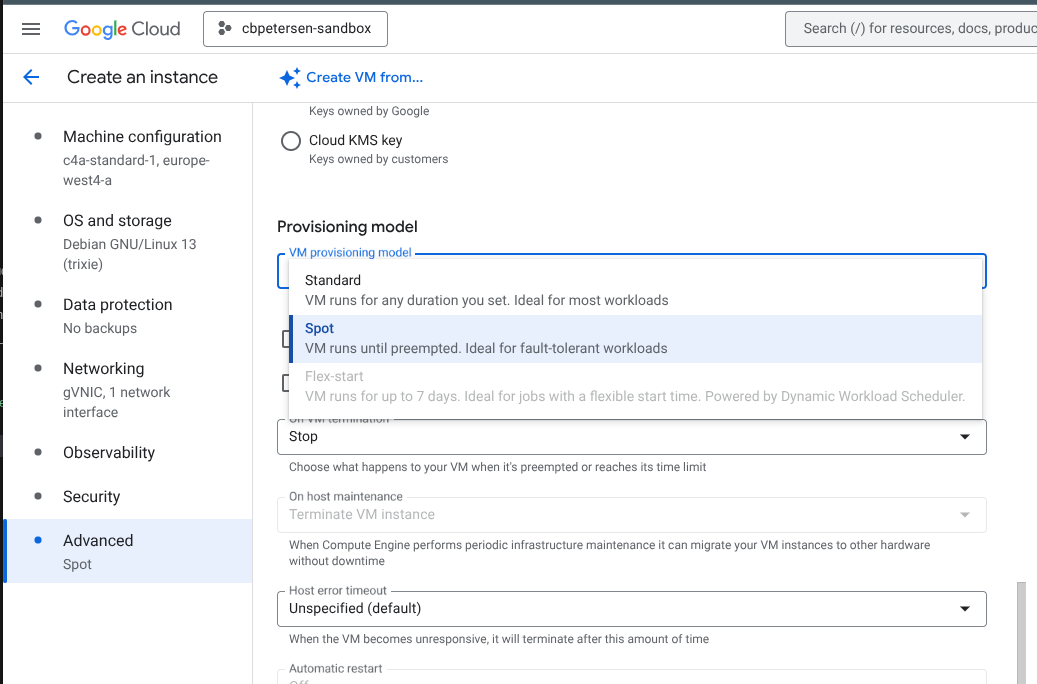 Google Cloud
cbpetersen-sandbox
Search (/) for resources, docs, produc
Create an instance
Create VM from...
Machine configuration
c4a-standard-1, europe-
west4-a
OS and storage
Debian GNU/Linux 13
(trixie)
Data protection
No backups
Networking
gVNIC, 1 network
interface
Observability
Security
Advanced
Spot
Keys owned by Google
Cloud KMS key
Keys owned by customers
Provisioning model
VM provisioning model
Standard
VM runs for any duration you set. Ideal for most workloads
Spot
VM runs until preempted. Ideal for fault-tolerant workloads
Flex-start
VM runs for up to 7 days. Ideal for jobs with a flexible start time. Powered by Dynamic Workload Scheduler.
On VM termination
Stop
Choose what happens to your VM when it's preempted or reaches its time limit
On host maintenance
Terminate VM instance
When Compute Engine performs periodic infrastructure maintenance it can migrate your VM instances to other hardware
without downtime
Host error timeout
Unspecified (default)
When the VM becomes unresponsive, it will terminate after this amount of time
Automatic restart
Off